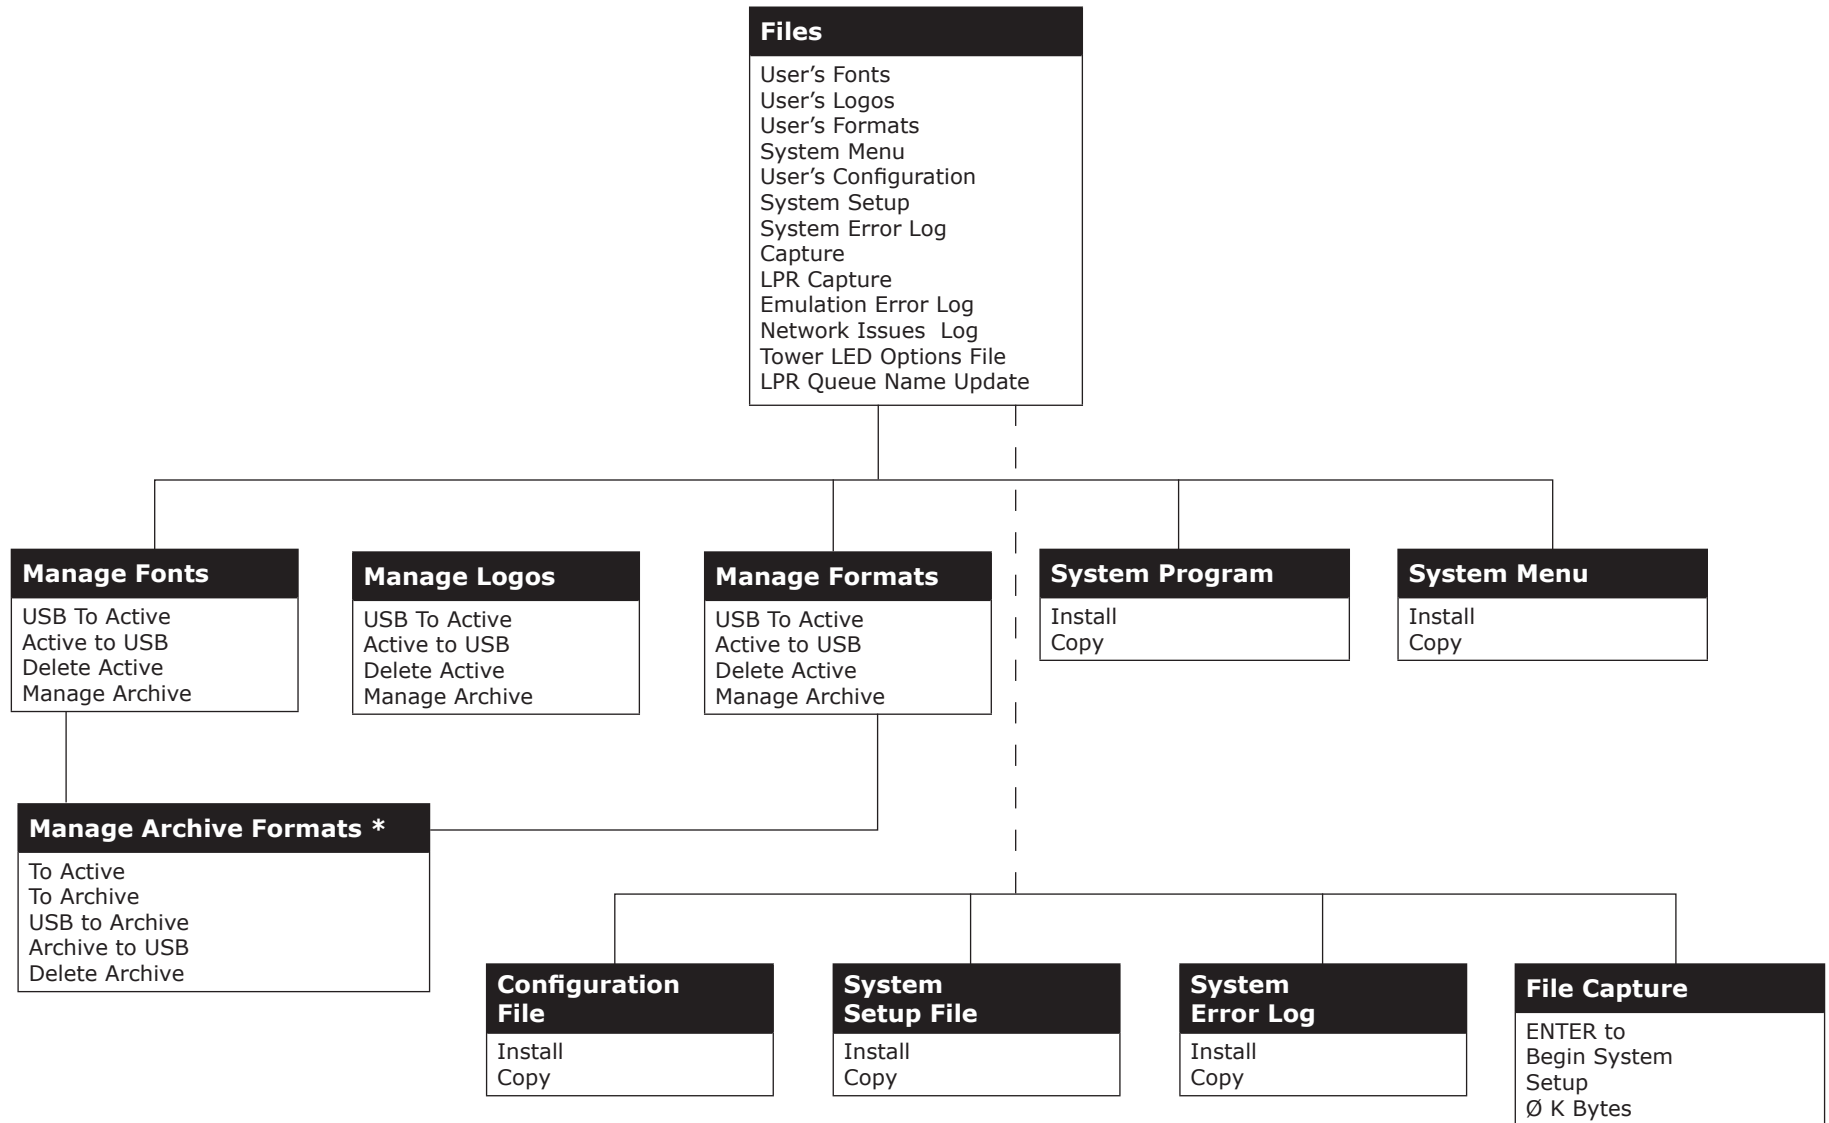 Files
User’s Fonts
User’s Logos
User’s Formats
System Menu
User’s Configuration
System Setup
System Error Log
Capture
LPR Capture
Emulation Error Log
Network Issues  Log
Tower LED Options File
LPR Queue Name Update
Manage Fonts
USB To Active
Active to USB
Delete Active
Manage Archive
Manage Logos
USB To Active
Active to USB
Delete Active
Manage Archive
Manage Formats
USB To Active
Active to USB
Delete Active
Manage Archive
System Program
Install
Copy
System Menu
Install
Copy
Manage Archive Formats *
To Active
To Archive
USB to Archive
Archive to USB
Delete Archive
Configuration
File
Install
Copy
System
Setup File
Install
Copy
System
Error Log
Install
Copy
File Capture
ENTER to
Begin System
Setup
Ø K Bytes